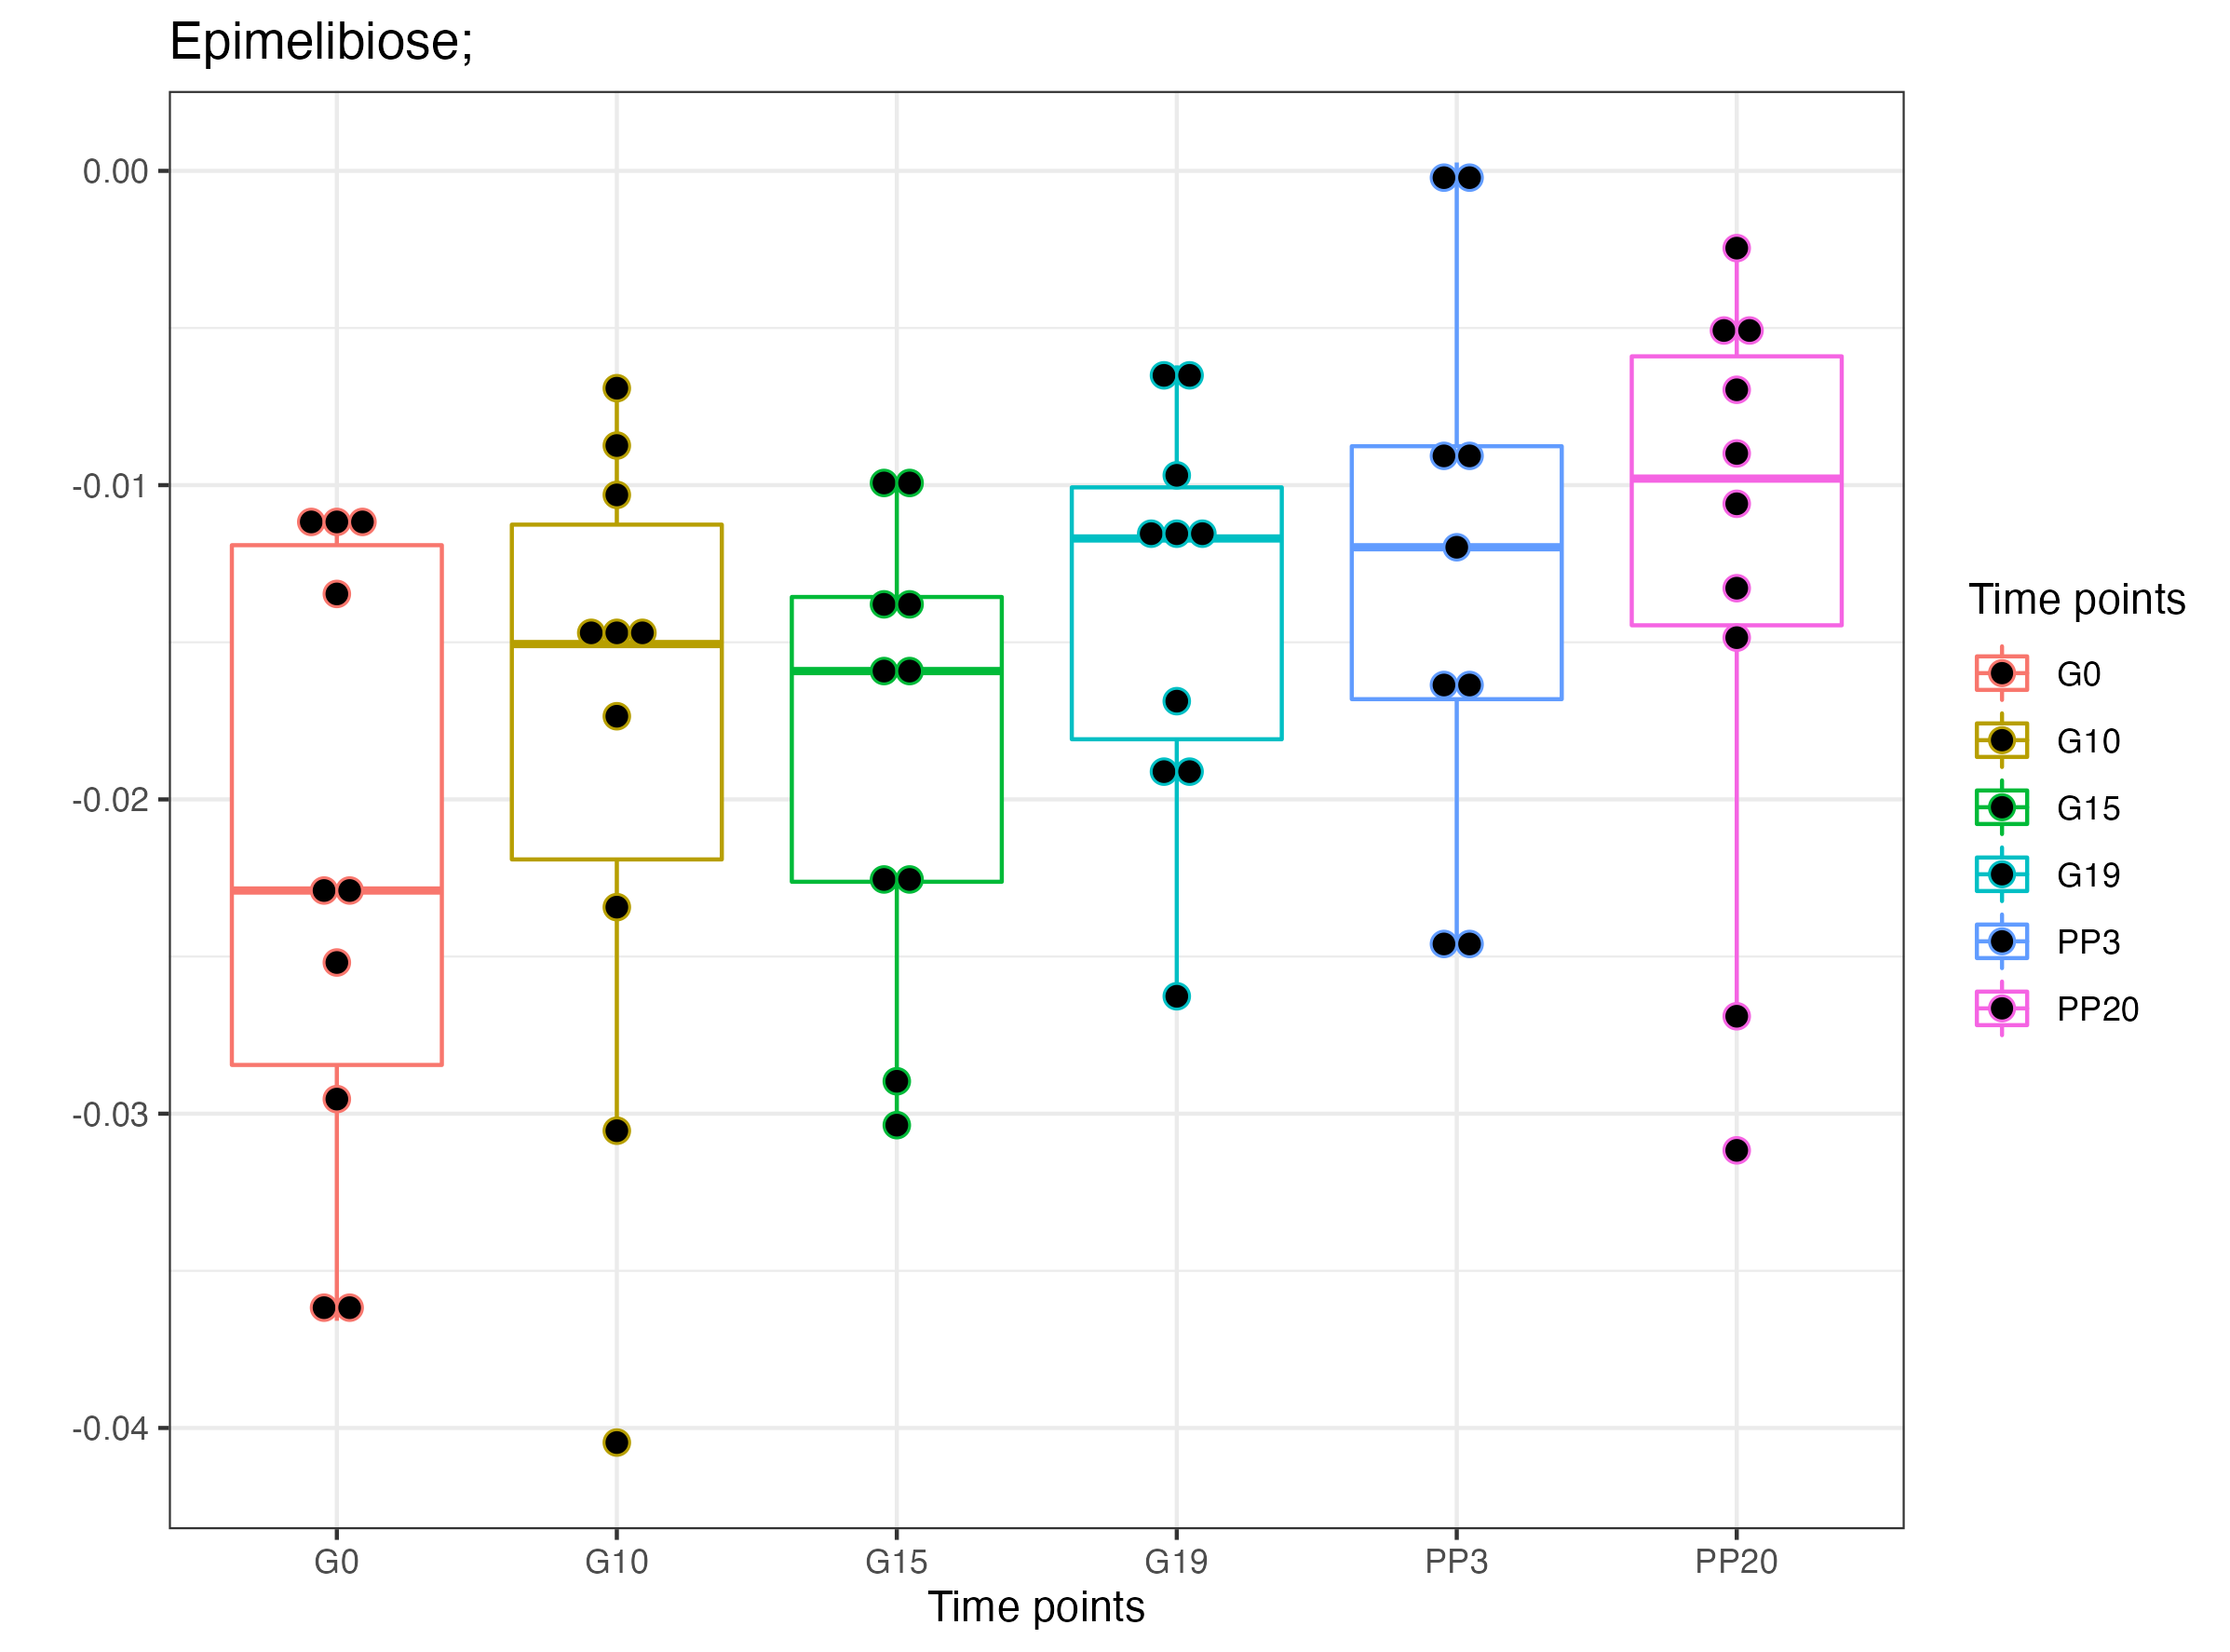 Epimelibiose;
0.00
-0.01
-0.02
-0.03
-0.04
G0
G10
G15
G19
PP3
PP20
Time points
Time points
G0
G10
G15
G19
PP3
PP20